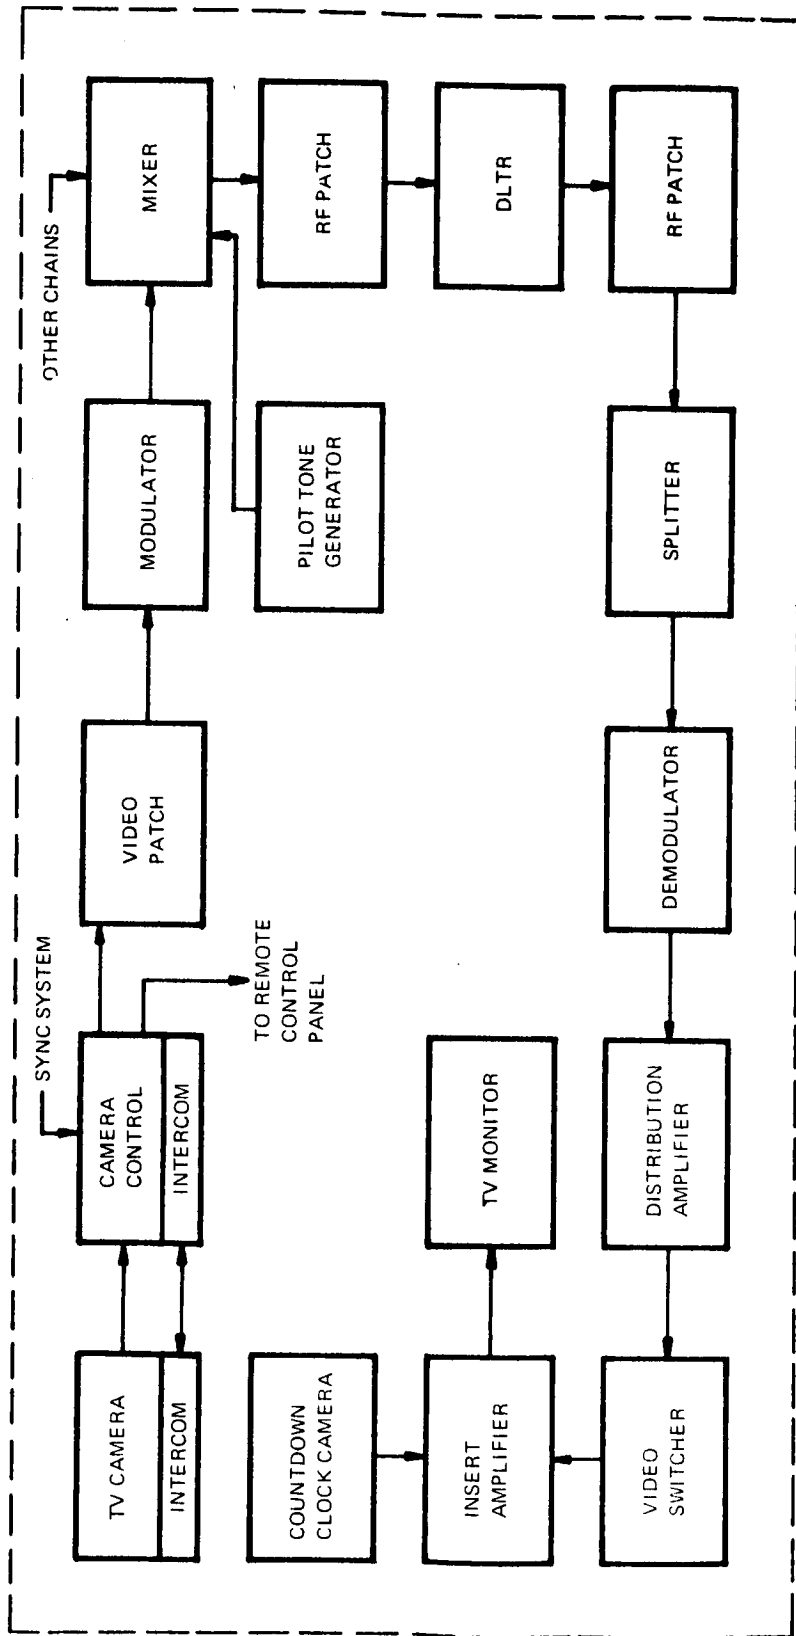 SYNC SYSTEM
OTHER CHAINS
TV CAMERA
INTERCOM
CAMERA
CONTROL
INTERCOM
VIDEO
PATCH
MODULATOR
MIXER
TO REMOTE
CONTROL
PANEL
COUNTDOWN
CLOCK CAMERA
PILOT TONE
GENERATOR
RF PATCH
INSERT
AMPLIFIER
TV MONITOR
DLTR
VIDEO
SWITCHER
DISTRIBUTION
AMPLIFIER
DEMODULATOR
SPLITTER
RF PATCH